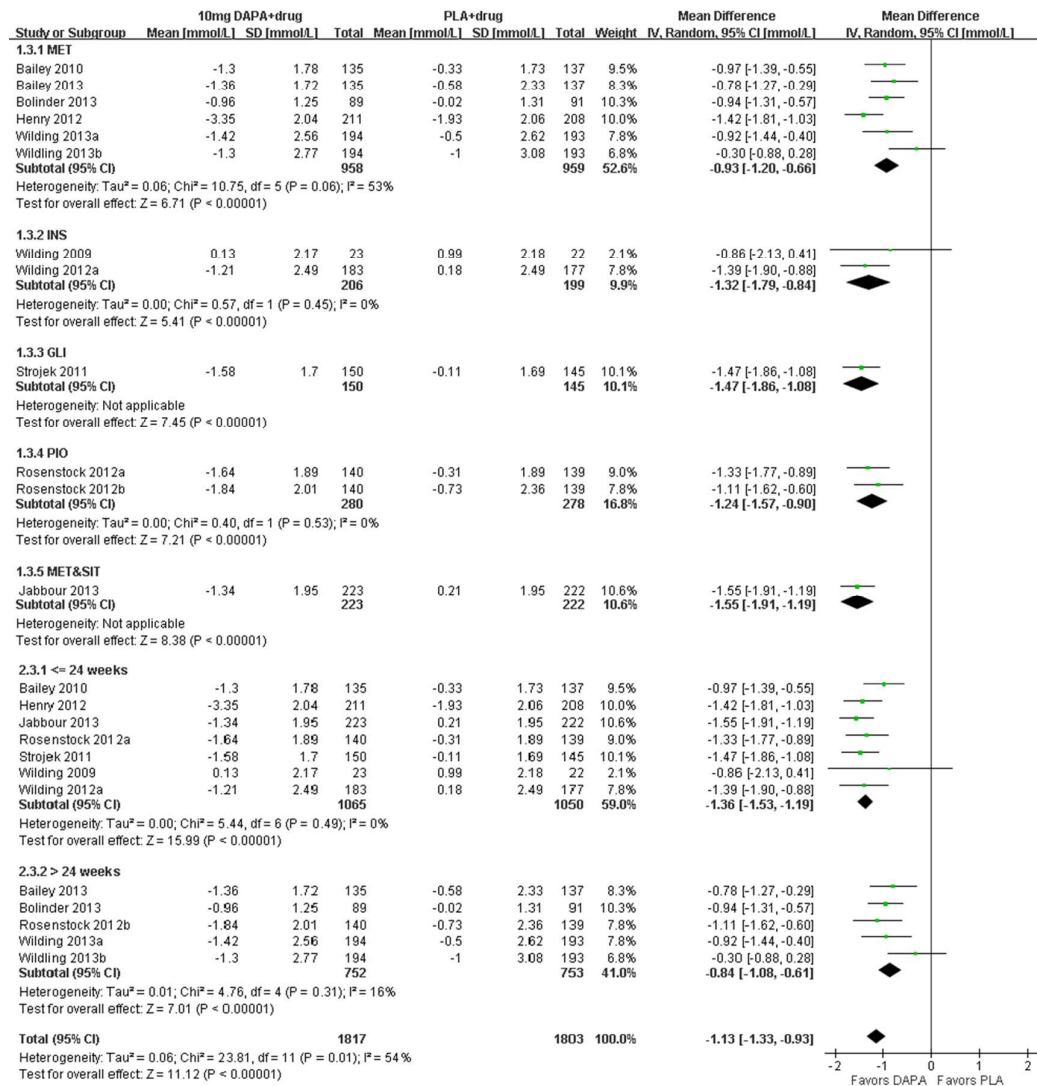 10mg DAPA+drug PLA+drug Mean Difference Mean Difference
Study or Subgroup Mean [mmol/L] SD [mmol/L] Total Mean [mmol/L] SD [mmol/L] Total Weight IV, Random, 95% CI [mmol/L] IV, Random, 95% CI [mmol/L]
1.3.1 MET
Bailey 2010 -1.3 1.78 135 -0.33 1.73 137 9.5% -0.97 [-1.39, -0.55]
Bailey 2013 -1.36 1.72 135 -0.58 2.33 137 8.3% -0.78 [-1.27, -0.29]
Bolinder 2013 -0.96 1.25 89 -0.02 1.31 91 10.3% -0.94 [-1.31, -0.57]
Henry 2012 -3.35 2.04 211 -1.93 2.06 208 10.0% -1.42 [-1.81, -1.03]
Wilding 2013a -1.42 2.56 194 -0.5 2.62 193 7.8% -0.92 [-1.44, -0.40]
Wildling 2013b -1.3 2.77 194 -1 3.08 193 6.8% -0.30 [-0.88, 0.28]
Subtotal (95% CI) 958 959 52.6% -0.93 [-1.20, -0.66]
Heterogeneity: Tau² = 0.06; Chi² = 10.75, df = 5 (P = 0.06); I² = 53%
Test for overall effect: Z = 6.71 (P < 0.00001)
1.3.2 INS
Wilding 2009 0.13 2.17 23 0.99 2.18 22 2.1% -0.86 [-2.13, 0.41]
Wilding 2012a -1.21 2.49 183 0.18 2.49 177 7.8% -1.39 [-1.90, -0.88]
Subtotal (95% CI) 206 199 9.9% -1.32 [-1.79, -0.84]
Heterogeneity: Tau² = 0.00; Chi² = 0.57, df = 1 (P = 0.45); I² = 0%
Test for overall effect: Z = 5.41 (P < 0.00001)
1.3.3 GLI
Strojek 2011 -1.58 1.7 150 -0.11 1.69 145 10.1% -1.47 [-1.86, -1.08]
Subtotal (95% CI) 150 145 10.1% -1.47 [-1.86, -1.08]
Heterogeneity: Not applicable
Test for overall effect: Z = 7.45 (P < 0.00001)
1.3.4 PIO
Rosenstock 2012a -1.64 1.89 140 -0.31 1.89 139 9.0% -1.33 [-1.77, -0.89]
Rosenstock 2012b -1.84 2.01 140 -0.73 2.36 139 7.8% -1.11 [-1.62, -0.60]
Subtotal (95% CI) 280 278 16.8% -1.24 [-1.57, -0.90]
Heterogeneity: Tau² = 0.00; Chi² = 0.40, df = 1 (P = 0.53); I² = 0%
Test for overall effect: Z = 7.21 (P < 0.00001)
1.3.5 MET&SIT
Jabbour 2013 -1.34 1.95 223 0.21 1.95 222 10.6% -1.55 [-1.91, -1.19]
Subtotal (95% CI) 223 222 10.6% -1.55 [-1.91, -1.19]
Heterogeneity: Not applicable
Test for overall effect: Z = 8.38 (P < 0.00001)
2.3.1 <= 24 weeks
Bailey 2010 -1.3 1.78 135 -0.33 1.73 137 9.5% -0.97 [-1.39, -0.55]
Henry 2012 -3.35 2.04 211 -1.93 2.06 208 10.0% -1.42 [-1.81, -1.03]
Jabbour 2013 -1.34 1.95 223 0.21 1.95 222 10.6% -1.55 [-1.91, -1.19]
Rosenstock 2012a -1.64 1.89 140 -0.31 1.89 139 9.0% -1.33 [-1.77, -0.89]
Strojek 2011 -1.58 1.7 150 -0.11 1.69 145 10.1% -1.47 [-1.86, -1.08]
Wilding 2009 0.13 2.17 23 0.99 2.18 22 2.1% -0.86 [-2.13, 0.41]
Wilding 2012a -1.21 2.49 183 0.18 2.49 177 7.8% -1.39 [-1.90, -0.88]
Subtotal (95% CI) 1065 1050 59.0% -1.36 [-1.53, -1.19]
Heterogeneity: Tau² = 0.00; Chi² = 5.44, df = 6 (P = 0.49); I² = 0%
Test for overall effect: Z = 15.99 (P < 0.00001)
2.3.2 > 24 weeks
Bailey 2013 -1.36 1.72 135 -0.58 2.33 137 8.3% -0.78 [-1.27, -0.29]
Bolinder 2013 -0.96 1.25 89 -0.02 1.31 91 10.3% -0.94 [-1.31, -0.57]
Rosenstock 2012b -1.84 2.01 140 -0.73 2.36 139 7.8% -1.11 [-1.62, -0.60]
Wilding 2013a -1.42 2.56 194 -0.5 2.62 193 7.8% -0.92 [-1.44, -0.40]
Wildling 2013b -1.3 2.77 194 -1 3.08 193 6.8% -0.30 [-0.88, 0.28]
Subtotal (95% CI) 752 753 41.0% -0.84 [-1.08, -0.61]
Heterogeneity: Tau² = 0.01; Chi² = 4.76, df = 4 (P = 0.31); I² = 16%
Test for overall effect: Z = 7.01 (P < 0.00001)
Total (95% CI) 1817 1803 100.0% -1.13 [-1.33, -0.93]
Heterogeneity: Tau² = 0.06; Chi² = 23.81, df = 11 (P = 0.01); I² = 54%
Test for overall effect: Z = 11.12 (P < 0.00001)
-2 -1 0 1 2
Favors DAPA Favors PLA